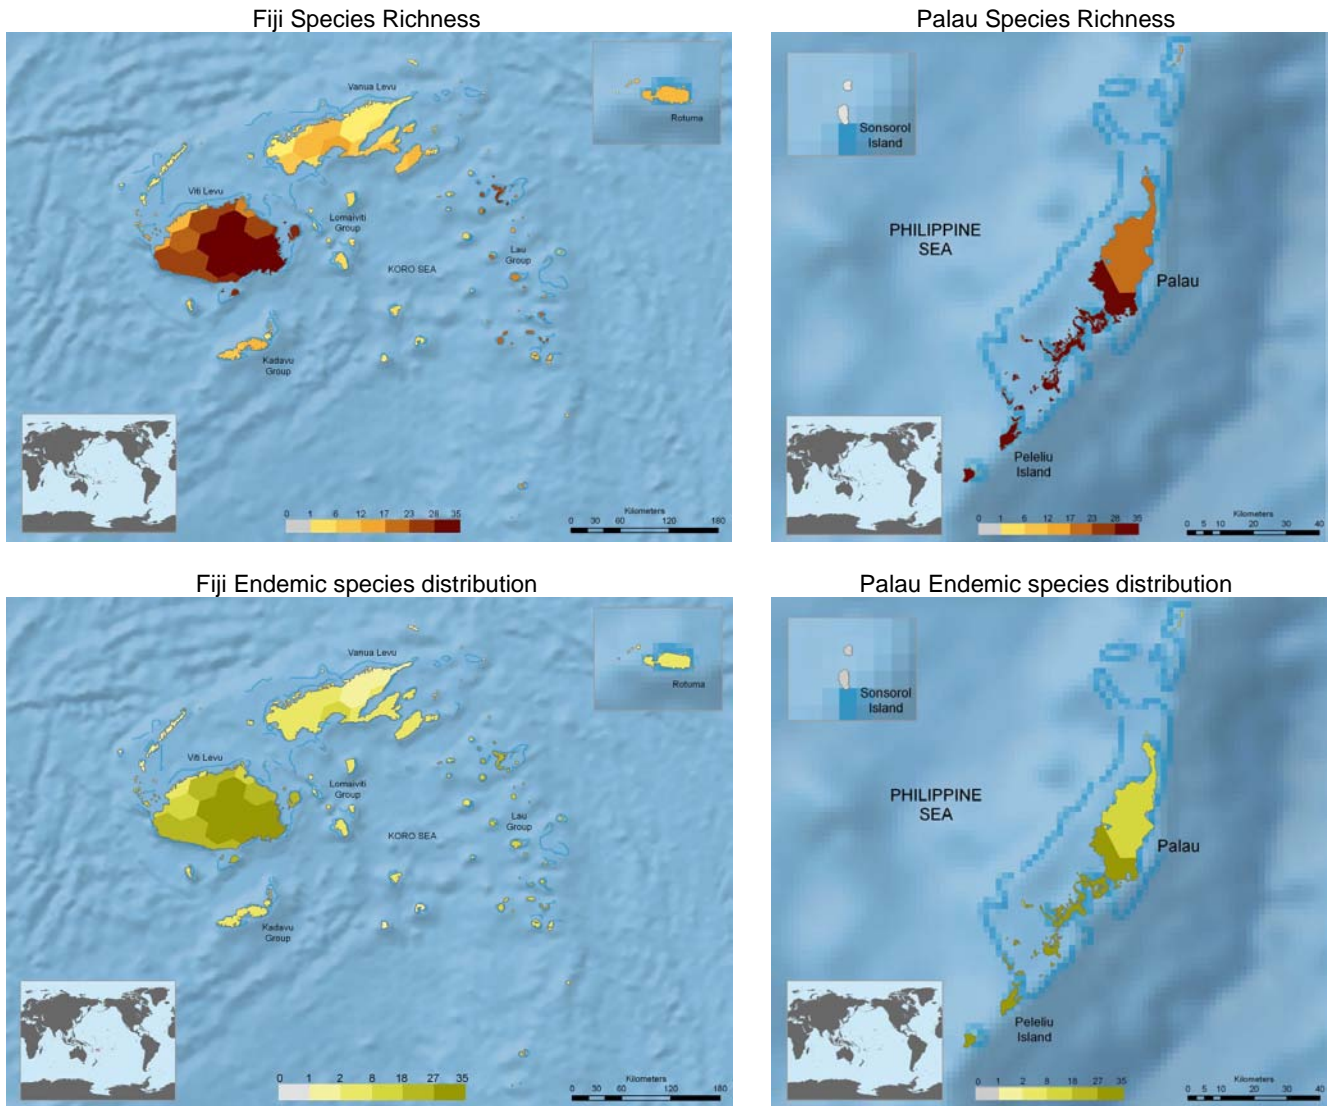 Fiji Species Richness
Vanua Levu
Rotuma
Viti Levu
Lomaiviti
Group
Lau
Group
KORO SEA
Kadavu
Group
0 1 6 12 17 23 28 35
Kilometers
0 30 60 120 180
Palau Species Richness
Sonsorol
Island
PHILIPPINE
SEA
Palau
Peleliu
Island
0 1 6 12 17 23 28 35
Kilometers
0 5 10 20 30 40
Fiji Endemic species distribution
Vanua Levu
Rotuma
Viti Levu
Lomaiviti
Group
Lau
Group
KORO SEA
Kadavu
Group
0 1 2 8 18 27 35
Kilometers
0 30 60 120 180
Palau Endemic species distribution
Sonsorol
Island
PHILIPPINE
SEA
Palau
Peleliu
Island
0 1 2 8 18 27 35
Kilometers
0 5 10 20 30 40